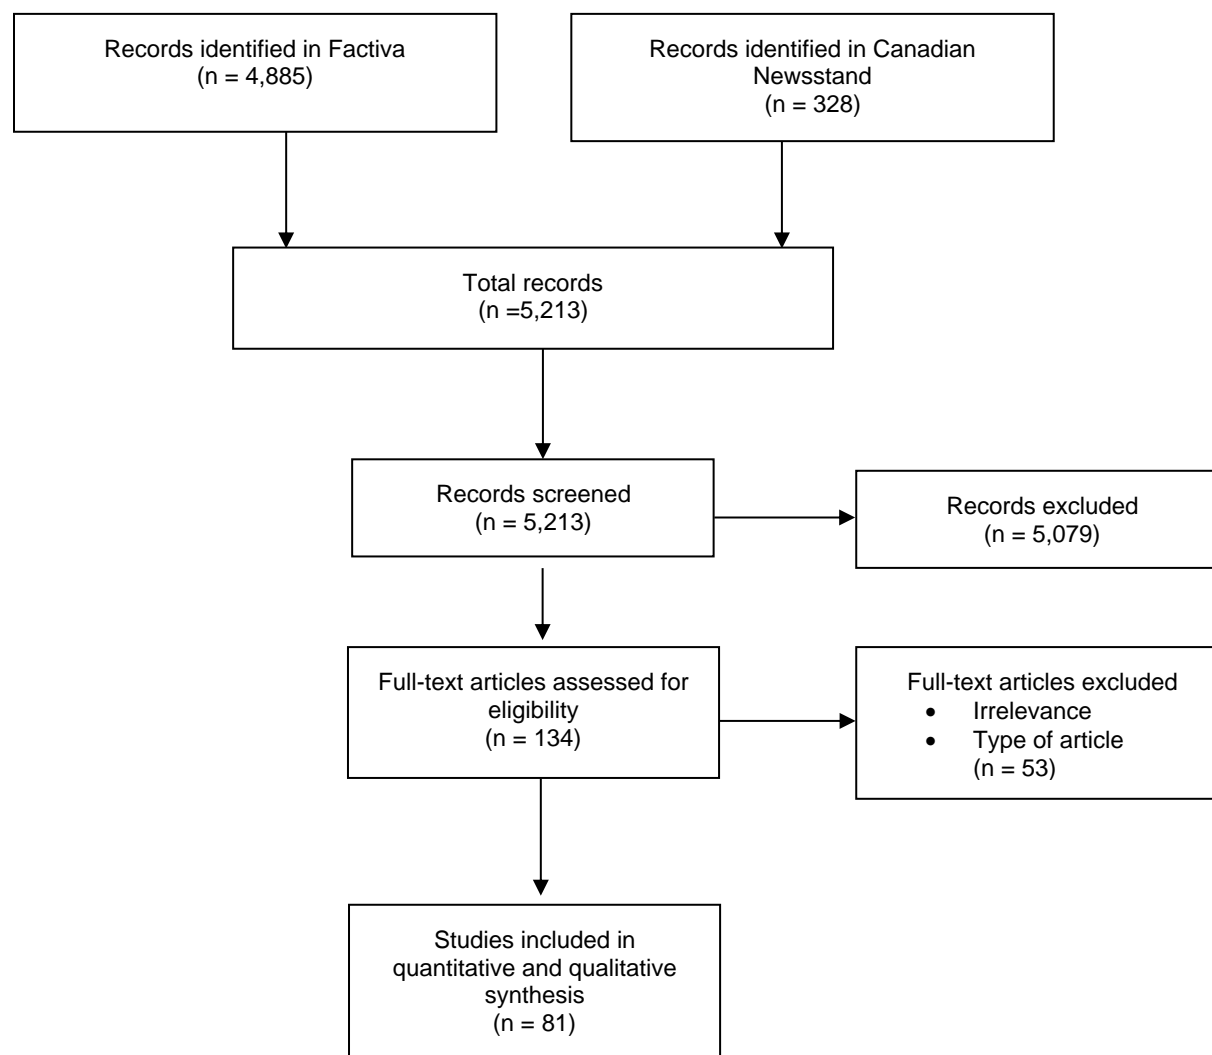 Records identified in Factiva
(n = 4,885)
Records identified in Canadian
Newsstand
(n = 328)
Total records
(n =5,213)
Records screened
(n = 5,213)
Records excluded
(n = 5,079)
Full-text articles assessed for
eligibility
(n = 134)
Full-text articles excluded
• Irrelevance
• Type of article
(n = 53)
Studies included in
quantitative and qualitative
synthesis
(n = 81)